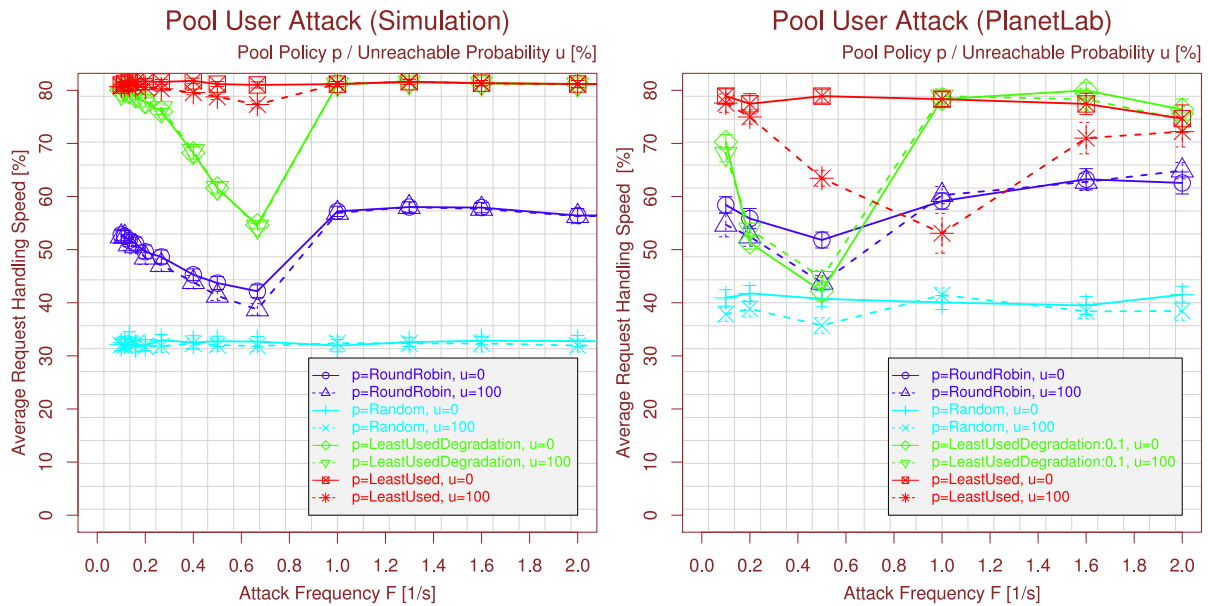 Pool User Attack (Simulation)
Pool Policy p / Unreachable Probability u [%]
Average Request Handling Speed [%]
80
70
60
50
40
30
20
10
0
p=RoundRobin, u=0
p=RoundRobin, u=100
p=Random, u=0
p=Random, u=100
p=LeastUsedDegradation, u=0
p=LeastUsedDegradation, u=100
p=LeastUsed, u=0
p=LeastUsed, u=100
0.0 0.2 0.4 0.6 0.8 1.0 1.2 1.4 1.6 1.8 2.0
Attack Frequency F [1/s]
Pool User Attack (PlanetLab)
Pool Policy p / Unreachable Probability u [%]
Average Request Handling Speed [%]
80
70
60
50
40
30
20
10
0
p=RoundRobin, u=0
p=RoundRobin, u=100
p=Random, u=0
p=Random, u=100
p=LeastUsedDegradation:0.1, u=0
p=LeastUsedDegradation:0.1, u=100
p=LeastUsed, u=0
p=LeastUsed, u=100
0.0 0.2 0.4 0.6 0.8 1.0 1.2 1.4 1.6 1.8 2.0
Attack Frequency F [1/s]